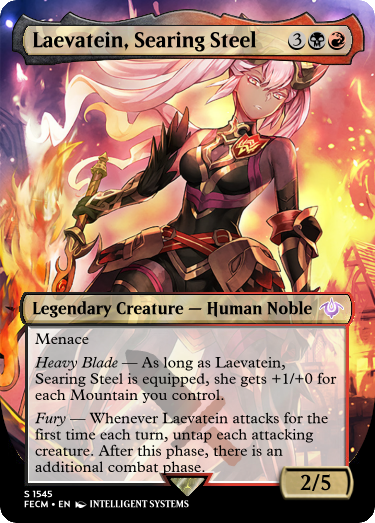 Laevatein, Searing Steel 3
Legendary Creature — Human Noble
Menace
Heavy Blade — As long as Laevatein,
Searing Steel is equipped, she gets +1/+0 for
each Mountain you control.
Fury — Whenever Laevatein attacks for the
first time each turn, untap each attacking
creature. After this phase, there is an
additional combat phase.
2/5
S 1545
FECM • EN INTELLIGENT SYSTEMS